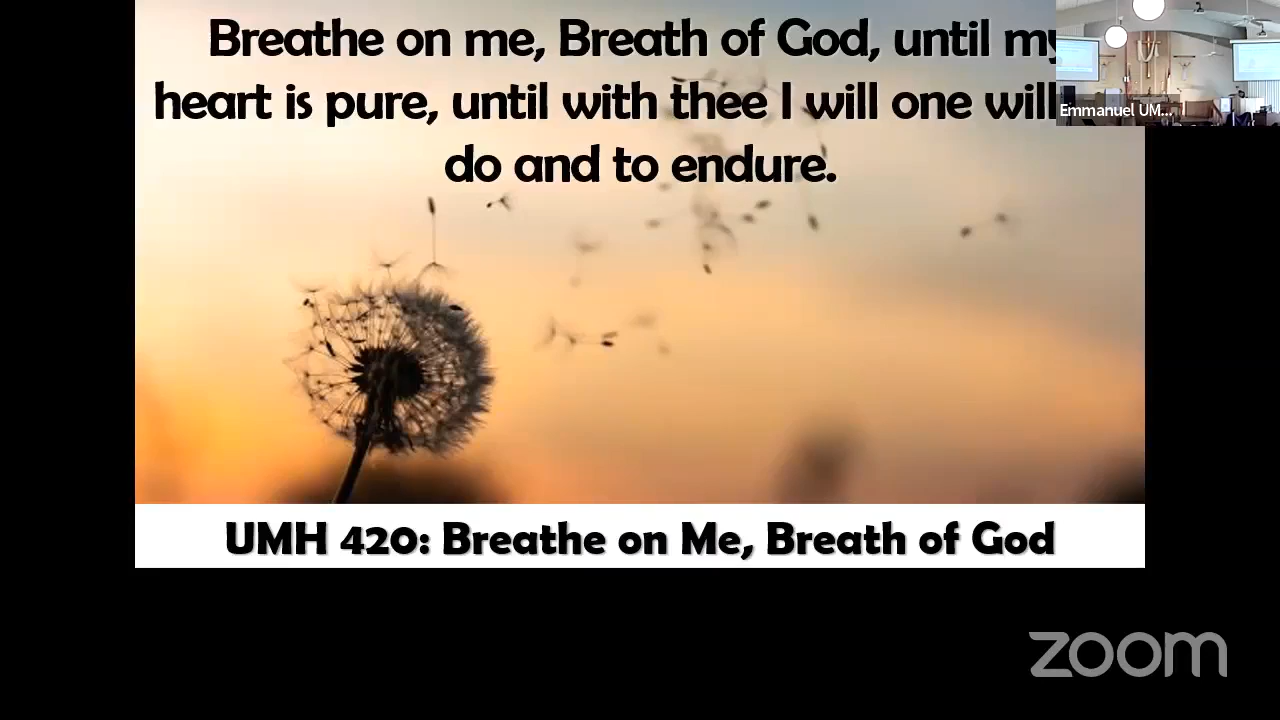 Breathe on me, Breath of God, until my
heart is pure, until with thee I will one will
do and to endure.
Emmanuel UM...
UMH 420: Breathe on Me, Breath of God
zoom